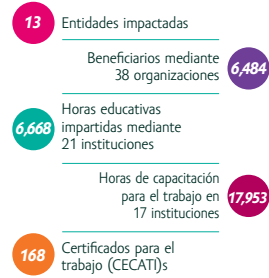 13 Entidades impactadas
Beneficiarios mediante
38 organizaciones
6,484
Horas educativas
6,668 impartidas mediante
21 instituciones
Horas de capacitación
para el trabajo en 17,953
17 instituciones
168 Certificados para el
trabajo (CECATI)s